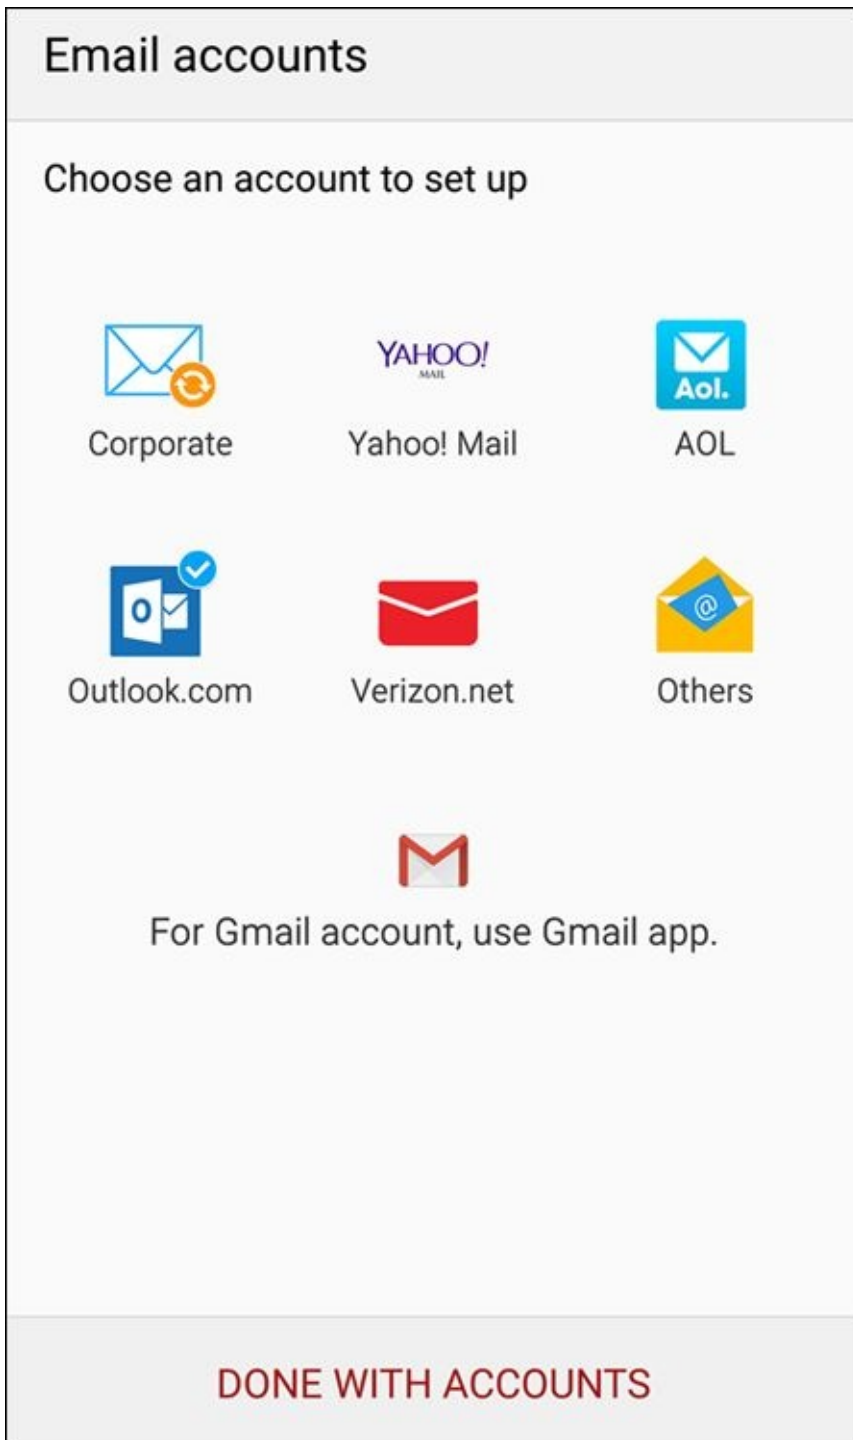 Email accounts
Choose an account to set up
YAHOO!
MAIL
Aol.
Corporate
Yahoo! Mail
AOL
O
@
Outlook.com
Verizon.net
Others
M
For Gmail account, use Gmail app.
DONE WITH ACCOUNTS